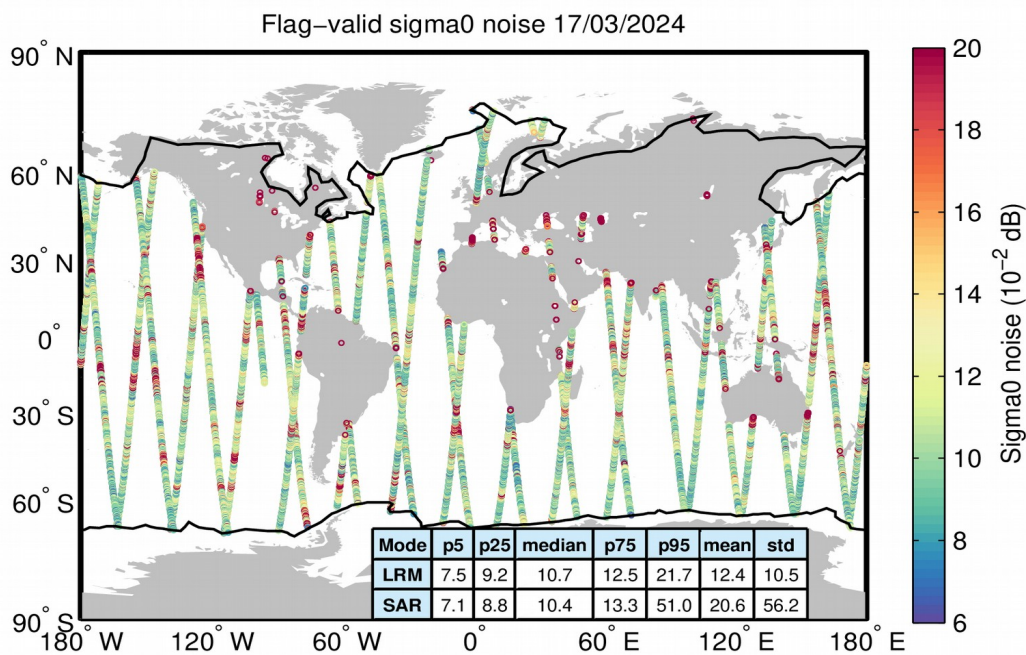 Flag−valid sigma0 noise 17/03/2024
90° N
60° N
30° N
0°
30° S
60° S
90° S
180° W
120° W
60° W
0°
60° E
120° E
180° E
Mode p5 p25 median p75 p95 mean std
LRM 7.5 9.2 10.7 12.5 21.7 12.4 10.5
SAR 7.1 8.8 10.4 13.3 51.0 20.6 56.2
20
18
16
14
12
10
8
6
Sigma0 noise (10⁻² dB)